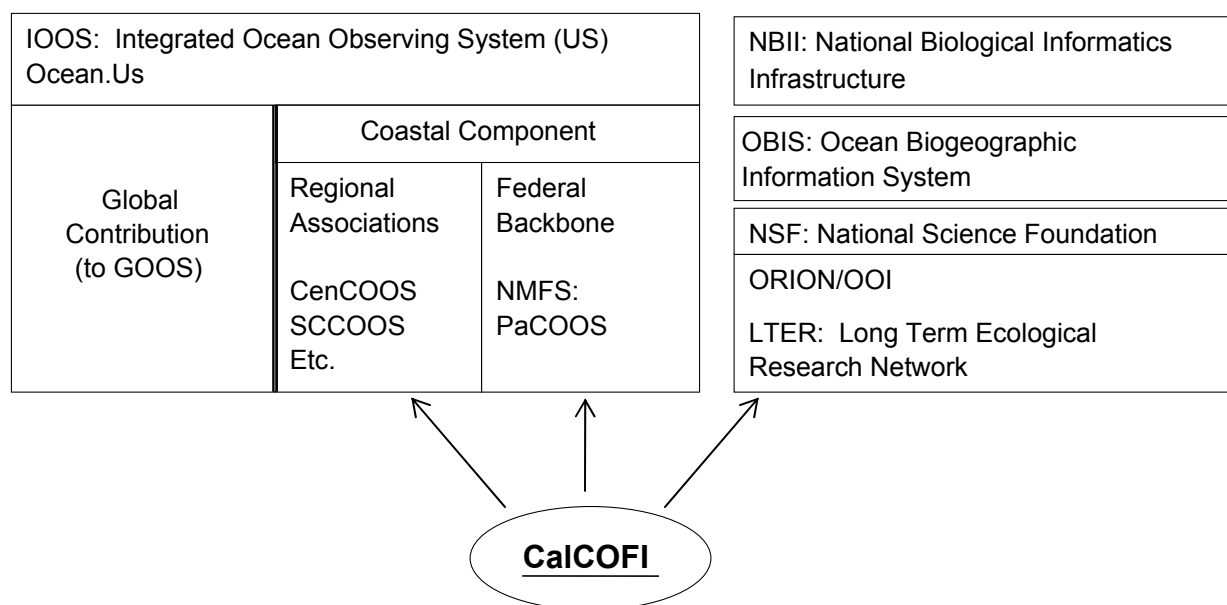 IOOS: Integrated Ocean Observing System (US)
Ocean.Us
Global
Contribution
(to GOOS)
Coastal Component
Regional
Associations
CenCOOS
SCCOOS
Etc.
Federal
Backbone
NMFS:
PaCOOS
NBII: National Biological Informatics
Infrastructure
OBIS: Ocean Biogeographic
Information System
NSF: National Science Foundation
ORION/OOI
LTER: Long Term Ecological
Research Network
CalCOFI